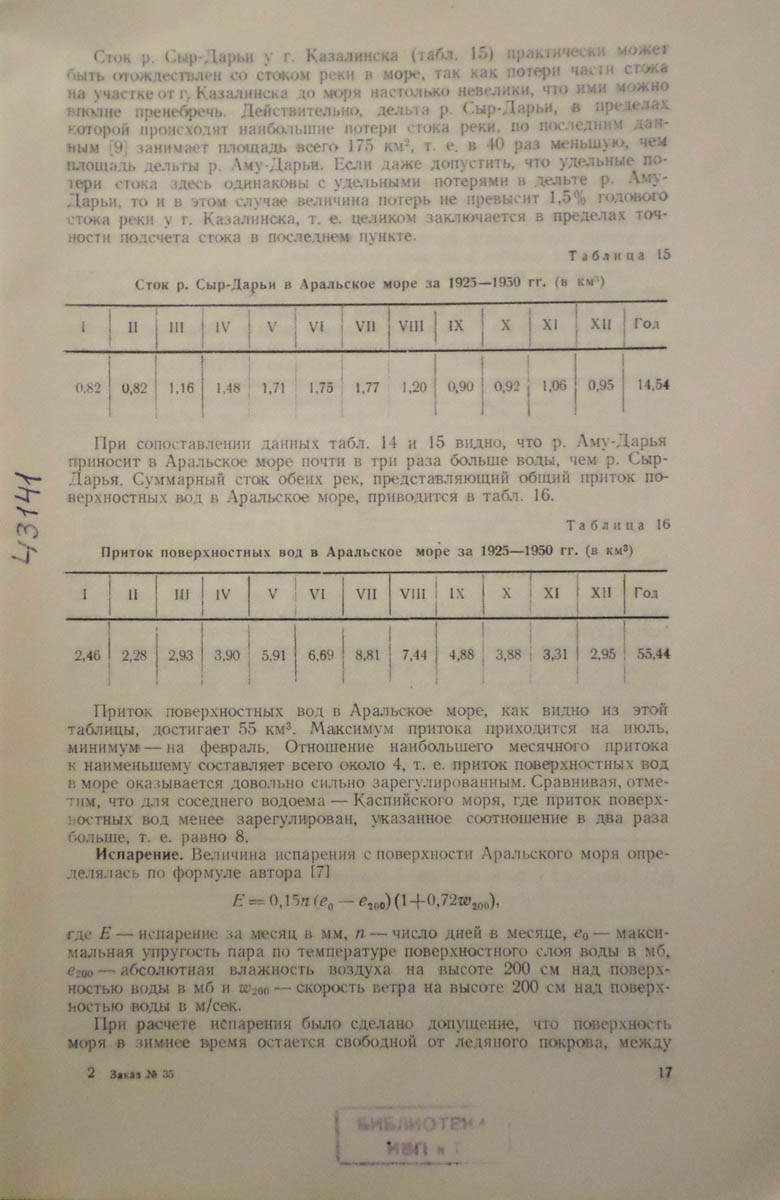 Сток р. Сыр-Дарьи у г. Казалинска (табл. 15) практически может
быть отождествлен со стоком реки в море, так как потери части стока
на участке от г. Казалинска до моря настолько невелики, что ими можно
вполне пренебречь. Действительно, дельта р. Сыр-Дарьи, в пределах
которой происходят наибольшие потери стока реки, по последним дан-
ным [9] занимает площадь всего 175 км², т. е. в 40 раз меньшую, чем
площадь дельты р. Аму-Дарьи. Если даже допустить, что удельные по-
тери стока здесь одинаковы с удельными потерями в дельте р. Аму-
Дарьи, то и в этом случае величина потерь не превысит 1,5% годового
стока реки у г. Казалинска, т. е. целиком заключается в пределах точ-
ности подсчета стока в последнем пункте.
Таблица 15
Сток р. Сыр-Дарьи в Аральское море за 1925—1950 гг. (в км³)
I II III IV V VI VII VIII IX X XI XII Год
0,82 0,82 1,16 1,48 1,71 1,75 1,77 1,20 0,90 0,92 1,06 0,95 14,54
При сопоставлении данных табл. 14 и 15 видно, что р. Аму-Дарья
приносит в Аральское море почти в три раза больше воды, чем р. Сыр-
Дарья. Суммарный сток обеих рек, представляющий общий приток по-
верхностных вод в Аральское море, приводится в табл. 16.
43141
Таблица 16
Приток поверхностных вод в Аральское море за 1925—1950 гг. (в км³)
I II III IV V VI VII VIII IX X XI XII Год
2,46 2,28 2,93 3,90 5,91 6,69 8,81 7,44 4,88 3,88 3,31 2,95 55,44
Приток поверхностных вод в Аральское море, как видно из этой
таблицы, достигает 55 км³. Максимум притока приходится на июль,
минимум — на февраль. Отношение наибольшего месячного притока
к наименьшему составляет всего около 4, т. е. приток поверхностных вод
в море оказывается довольно сильно зарегулированным. Сравнивая, отме-
тим, что для соседнего водоема — Каспийского моря, где приток поверх-
ностных вод менее зарегулирован, указанное соотношение в два раза
больше, т. е. равно 8.
Испарение. Величина испарения с поверхности Аральского моря опре-
делялась по формуле автора [7]
E = 0,15n (e₀ — e₂₀₀) (1+0,72w₂₀₀),
где E — испарение за месяц в мм, n — число дней в месяце, e₀ — макси-
мальная упругость пара по температуре поверхностного слоя воды в мб,
e₂₀₀ — абсолютная влажность воздуха на высоте 200 см над поверх-
ностью воды в мб и w₂₀₀ — скорость ветра на высоте 200 см над поверх-
ностью воды в м/сек.
При расчете испарения было сделано допущение, что поверхность
моря в зимнее время остается свободной от ледяного покрова, между
2 Заказ № 35 17
БИБЛИОТЕКА